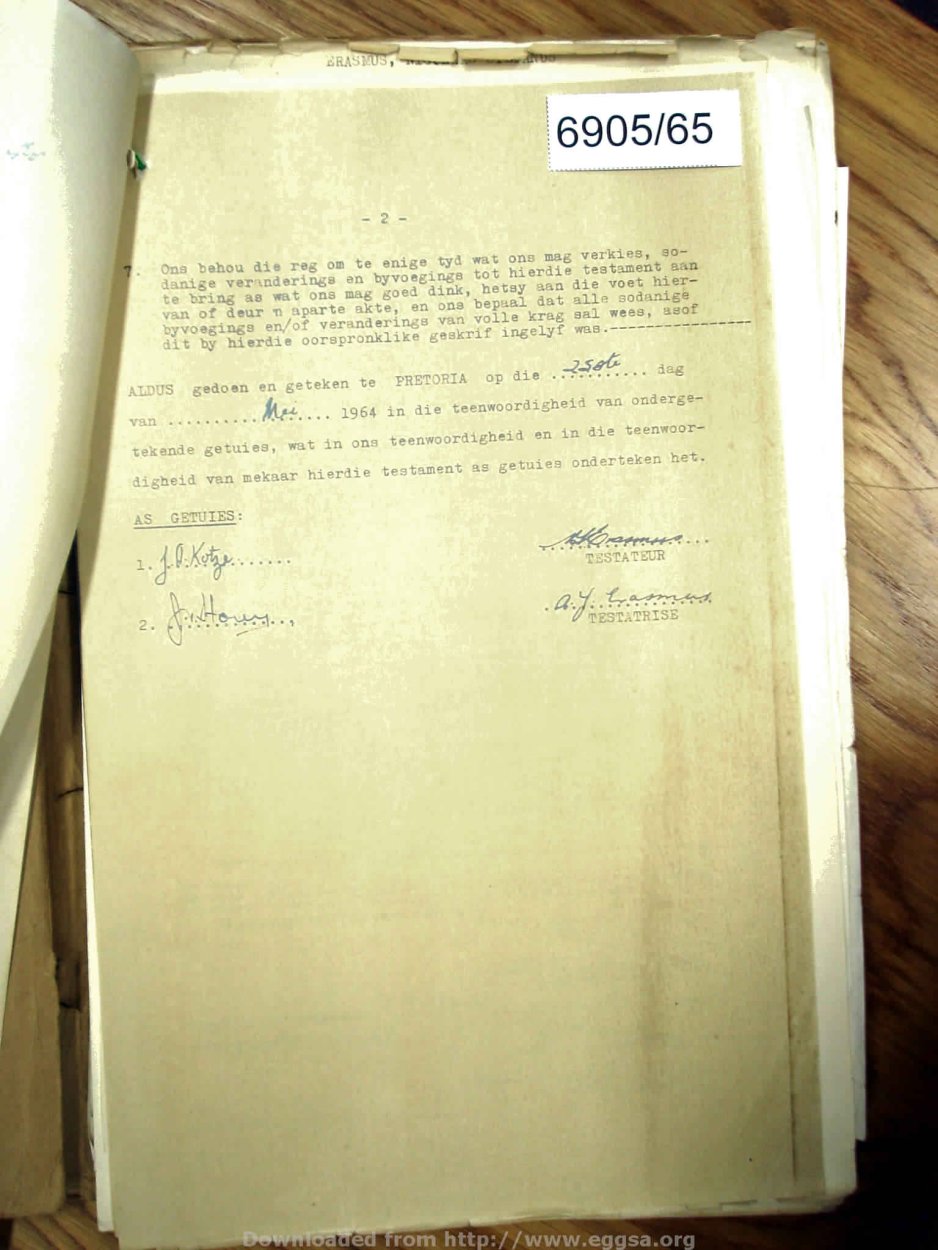 ERASMUS,
6905/65
- 2 -
7. Ons behou die reg om te enige tyd wat ons mag verkies, so-
danige veranderings en byvoegings tot hierdie testament aan
te bring as wat ons mag goed dink, hetsy aan die voet hier-
van of deur n aparte akte, en ons bepaal dat alle sodanige
byvoegings en/of veranderings van volle krag sal wees, asof
dit by hierdie oorspronklike geskrif ingelyf was.-----------------
ALDUS gedoen en geteken te PRETORIA op die ..25ste.. dag
van ..........Mei.... 1964 in die teenwoordigheid van onderge-
tekende getuies, wat in ons teenwoordigheid en in die teenwoor-
digheid van mekaar hierdie testament as getuies onderteken het.
AS GETUIES:
1. J.D. Kotze.......
Erasmus
TESTATEUR
2.
A.J. Erasmus
TESTATRISE
Downloaded from http://www.eggsa.org